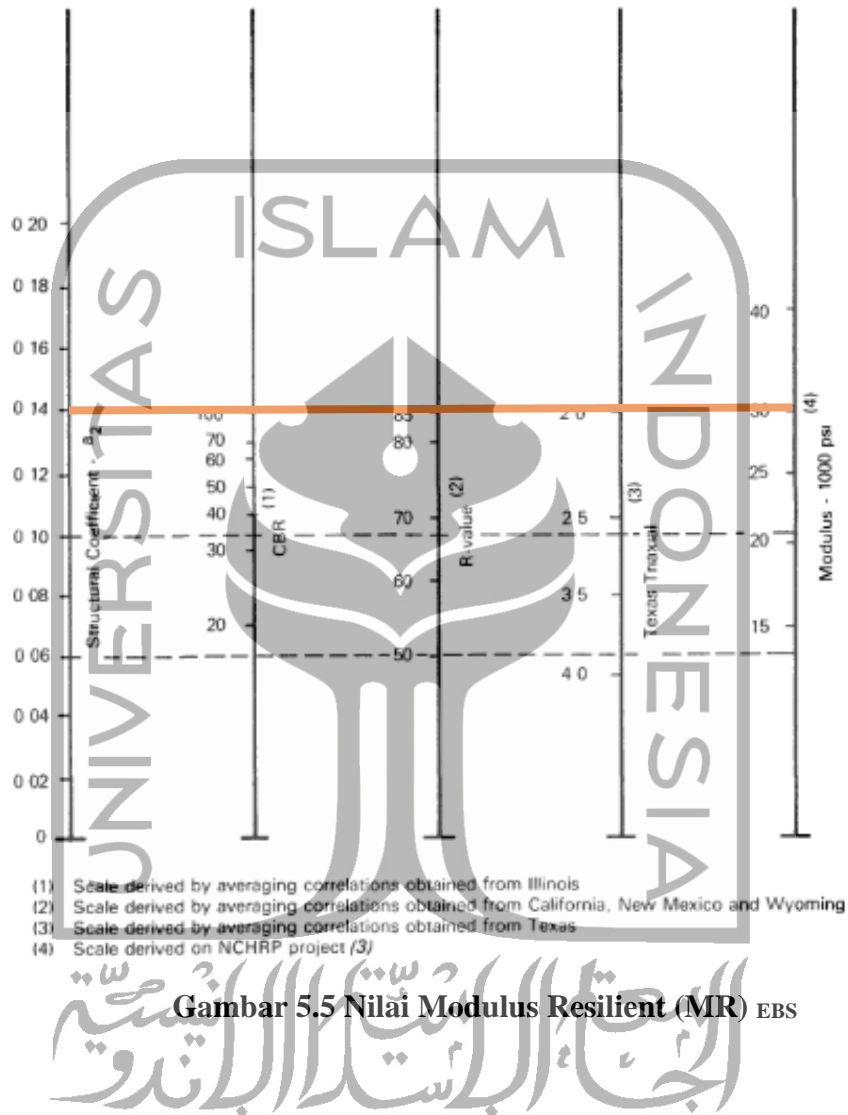 ISLAM
UNIVERSITAS
INDONESIA
0 20
0 18
0 16
0 14
0 12
0 10
0 08
0 06
0 04
0 02
0
Structural Coefficient - a2
100
70
60
50
40
30
20
CBR (1)
85
80
70
60
50
R-value (2)
2 0
2 5
3 5
4 0
Texas Triaxial (3)
40
30
25
20
15
Modulus - 1000 psi (4)
(1) Scale derived by averaging correlations obtained from Illinois
(2) Scale derived by averaging correlations obtained from California, New Mexico and Wyoming
(3) Scale derived by averaging correlations obtained from Texas
(4) Scale derived on NCHRP project (3)
Gambar 5.5 Nilai Modulus Resilient (MR) EBS